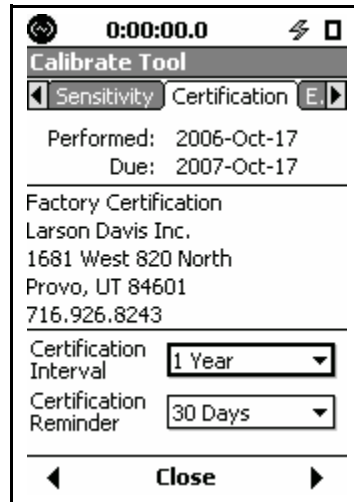 0:00:00.0
Calibrate Tool
Sensitivity Certification E.
Performed: 2006-Oct-17
Due: 2007-Oct-17
Factory Certification
Larson Davis Inc.
1681 West 820 North
Provo, UT 84601
716.926.8243
Certification Interval 1 Year
Certification Reminder 30 Days
Close